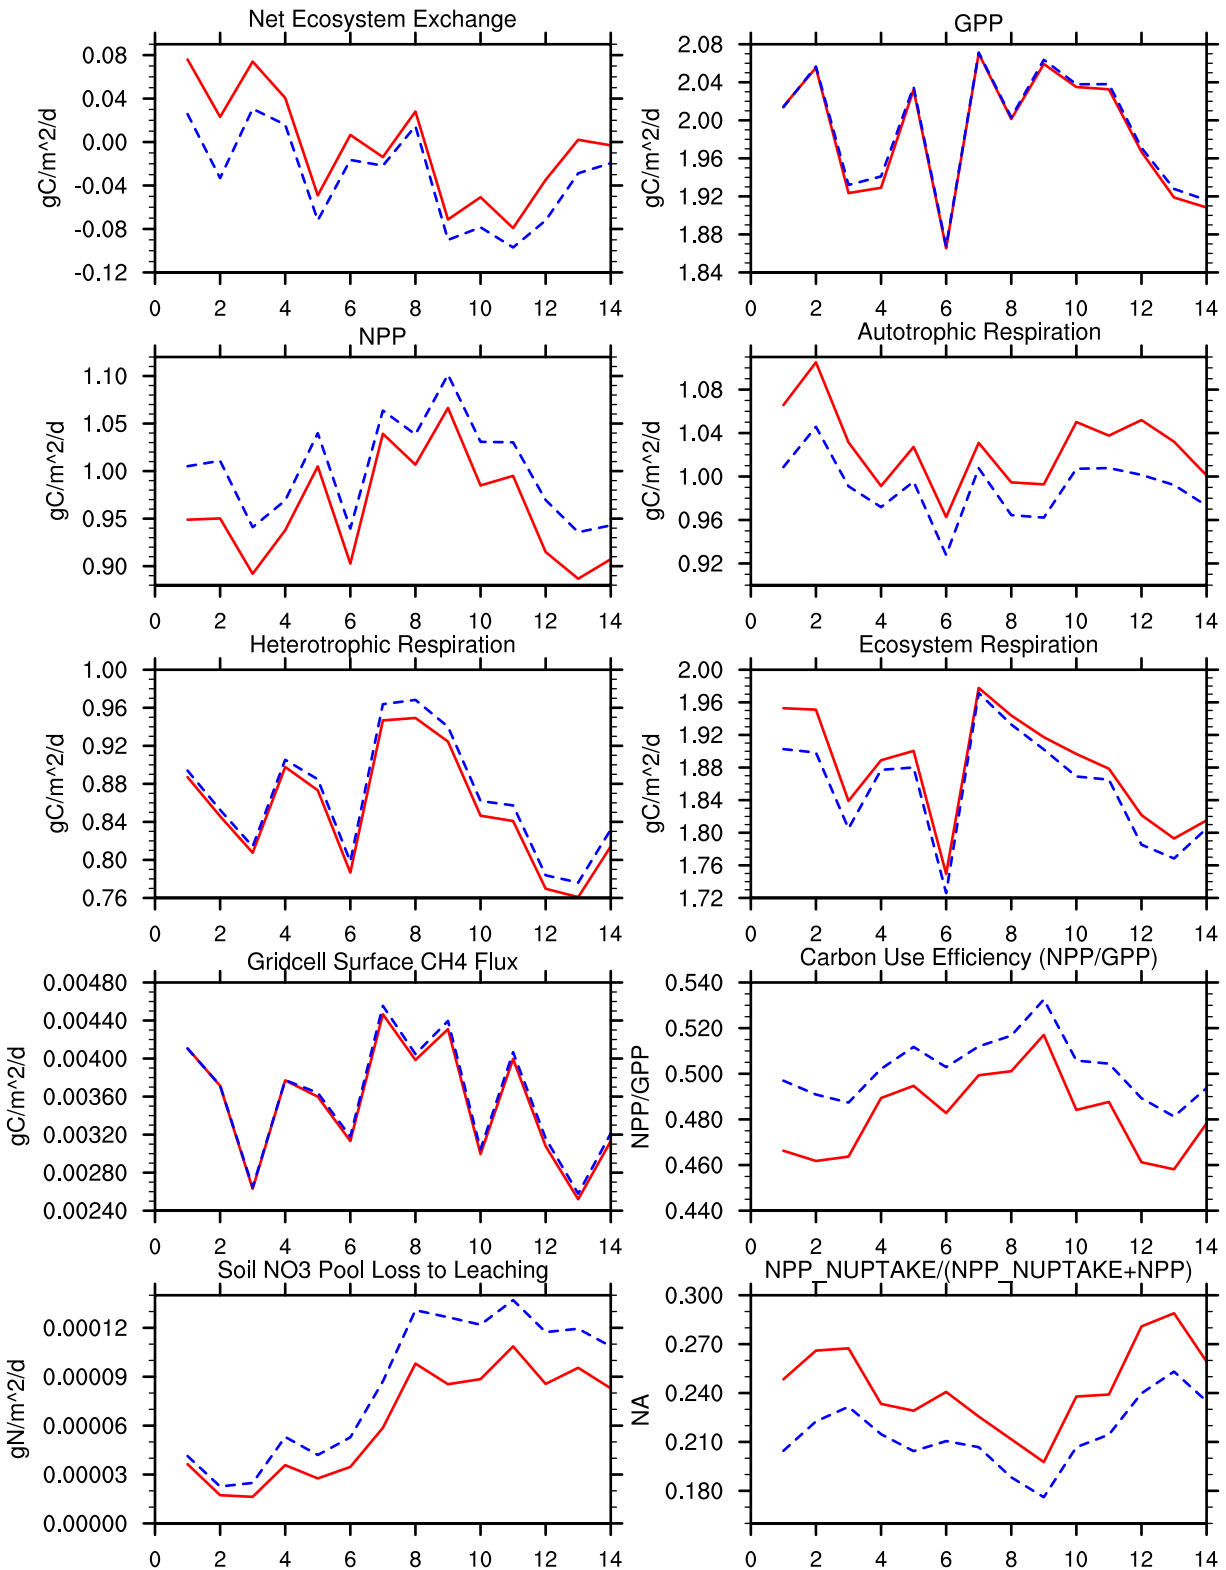 Net Ecosystem Exchange
gC/m^2/d
0.08
0.04
0.00
-0.04
-0.08
-0.12
0 2 4 6 8 10 12 14
GPP
gC/m^2/d
2.08
2.04
2.00
1.96
1.92
1.88
1.84
0 2 4 6 8 10 12 14
NPP
gC/m^2/d
1.10
1.05
1.00
0.95
0.90
0 2 4 6 8 10 12 14
Autotrophic Respiration
gC/m^2/d
1.08
1.04
1.00
0.96
0.92
0 2 4 6 8 10 12 14
Heterotrophic Respiration
gC/m^2/d
1.00
0.96
0.92
0.88
0.84
0.80
0.76
0 2 4 6 8 10 12 14
Ecosystem Respiration
gC/m^2/d
2.00
1.96
1.92
1.88
1.84
1.80
1.76
1.72
0 2 4 6 8 10 12 14
Gridcell Surface CH4 Flux
gC/m^2/d
0.00480
0.00440
0.00400
0.00360
0.00320
0.00280
0.00240
0 2 4 6 8 10 12 14
Carbon Use Efficiency (NPP/GPP)
NPP/GPP
0.540
0.520
0.500
0.480
0.460
0.440
0 2 4 6 8 10 12 14
Soil NO3 Pool Loss to Leaching
gN/m^2/d
0.00012
0.00009
0.00006
0.00003
0.00000
0 2 4 6 8 10 12 14
NPP_NUPTAKE/(NPP_NUPTAKE+NPP)
NA
0.300
0.270
0.240
0.210
0.180
0 2 4 6 8 10 12 14